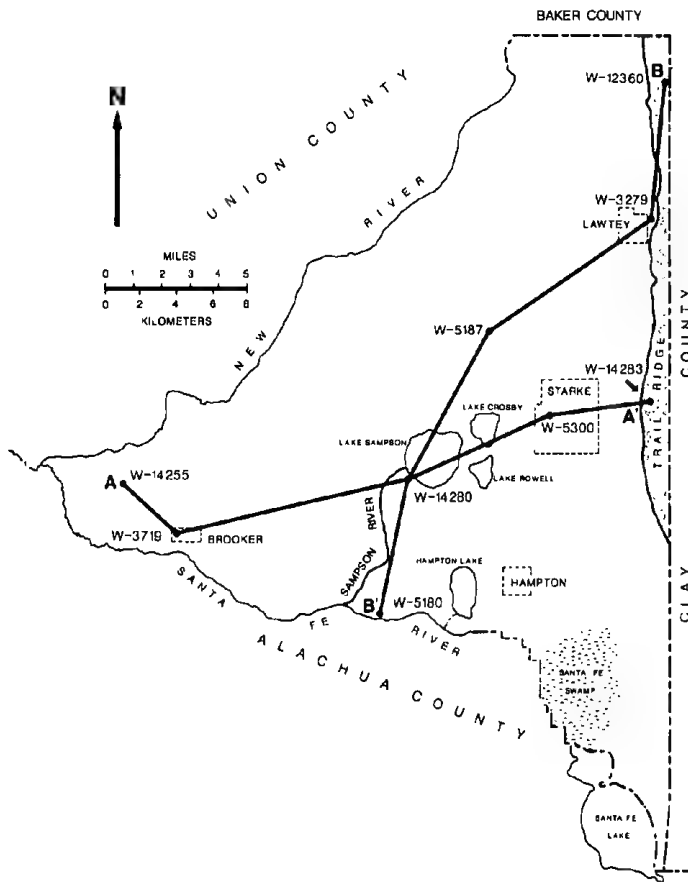 BAKER COUNTY
B
W-12360
N
UNION COUNTY
W-3279
LAWTEY
MILES
0 1 2 3 4 5
0 2 4 6 8
KILOMETERS
NEW RIVER
W-5187
COUNTY
W-14283
TRAIL RIDGE
STARKE
A'
LAKE CROSBY
W-5300
LAKE SAMPSON
A
W-14255
LAKE ROWELL
W-14280
W-3719
BROOKER
SAMPSON RIVER
HAMPTON LAKE
HAMPTON
CLAY
SANTA FE RIVER
B'
W-5180
ALACHUA COUNTY
SANTA FE
SWAMP
SANTA FE
LAKE